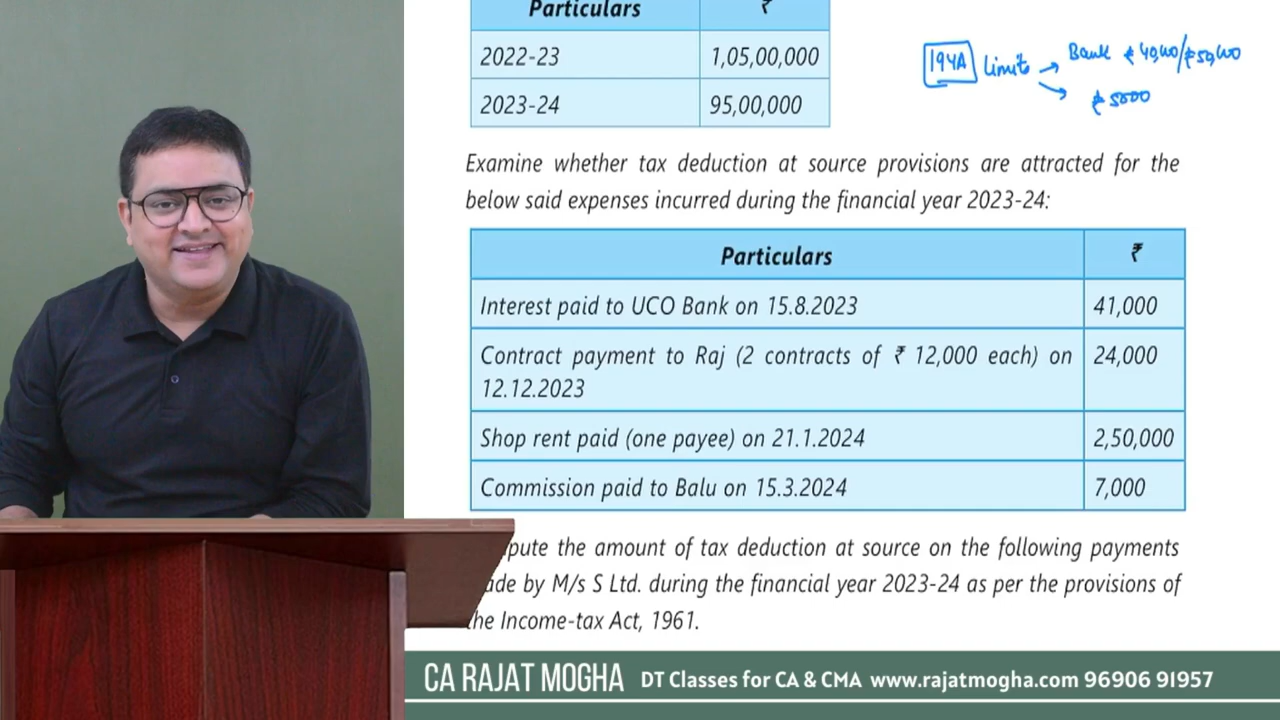 Particulars ₹
2022-23 1,05,00,000
2023-24 95,00,000
194A Limits → Bank ₹ 40,000/₹ 50,000
→ ₹ 5000
Examine whether tax deduction at source provisions are attracted for the
below said expenses incurred during the financial year 2023-24:
Particulars ₹
Interest paid to UCO Bank on 15.8.2023 41,000
Contract payment to Raj (2 contracts of ₹ 12,000 each) on 24,000
12.12.2023
Shop rent paid (one payee) on 21.1.2024 2,50,000
Commission paid to Balu on 15.3.2024 7,000
the amount of tax deduction at source on the following payments
by M/s S Ltd. during the financial year 2023-24 as per the provisions of
the Income-tax Act, 1961.
CA RAJAT MOGHA DT Classes for CA & CMA www.rajatmogha.com 96906 91957